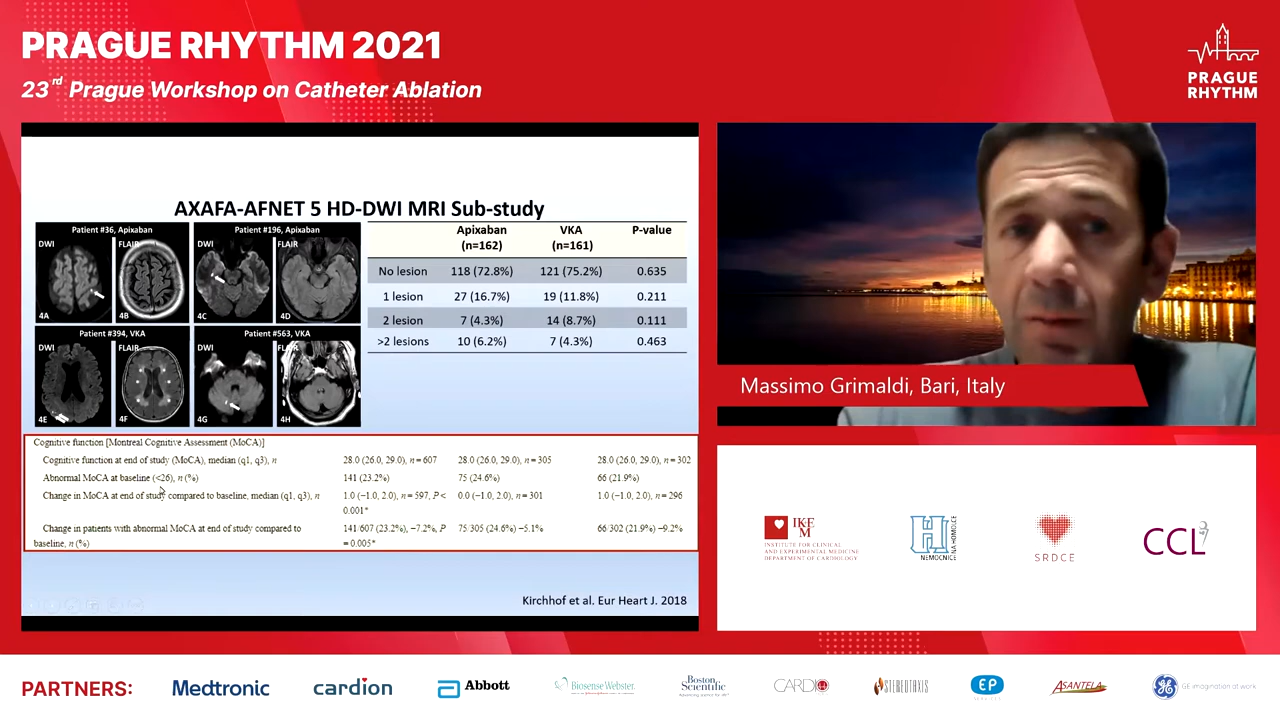 PRAGUE RHYTHM 2021
23rd Prague Workshop on Catheter Ablation
PRAGUE
RHYTHM
AXAFA-AFNET 5 HD-DWI MRI Sub-study
Patient #36, Apixaban
Patient #196, Apixaban
DWI FLAIR DWI FLAIR
4A 4B 4C 4D
Patient #394, VKA
Patient #563, VKA
DWI FLAIR DWI FLAIR
4E 4F 4G 4H
Apixaban (n=162) VKA (n=161) P-value
No lesion 118 (72.8%) 121 (75.2%) 0.635
1 lesion 27 (16.7%) 19 (11.8%) 0.211
2 lesion 7 (4.3%) 14 (8.7%) 0.111
>2 lesions 10 (6.2%) 7 (4.3%) 0.463
Cognitive function [Montreal Cognitive Assessment (MoCA)]
Cognitive function at end of study (MoCA), median (q1, q3), n 28.0 (26.0, 29.0), n = 607 28.0 (26.0, 29.0), n = 305 28.0 (26.0, 29.0), n = 302
Abnormal MoCA at baseline (<26), n (%) 141 (23.2%) 75 (24.6%) 66 (21.9%)
Change in MoCA at end of study compared to baseline, median (q1, q3), n 1.0 (−1.0, 2.0), n = 597, P < 0.0 (−1.0, 2.0), n = 301 1.0 (−1.0, 2.0), n = 296
0.001*
Change in patients with abnormal MoCA at end of study compared to 141/607 (23.2%), −7.2%, P 75/305 (24.6%) −5.1% 66/302 (21.9%) −9.2%
baseline, n (%) = 0.005*
Kirchhof et al. Eur Heart J. 2018
Massimo Grimaldi, Bari, Italy
IKEM
INSTITUTE FOR CLINICAL
AND EXPERIMENTAL MEDICINE
DEPARTMENT OF CARDIOLOGY
H
NEMOCNICE
NA HOMOLCE
SRDCE
CCL
PARTNERS:
Medtronic
cardion
Abbott
Biosense Webster
Boston
Scientific
CARDIO
STEREOTAXIS
EP
SERVICES
ASANTELA
GE imagination at work